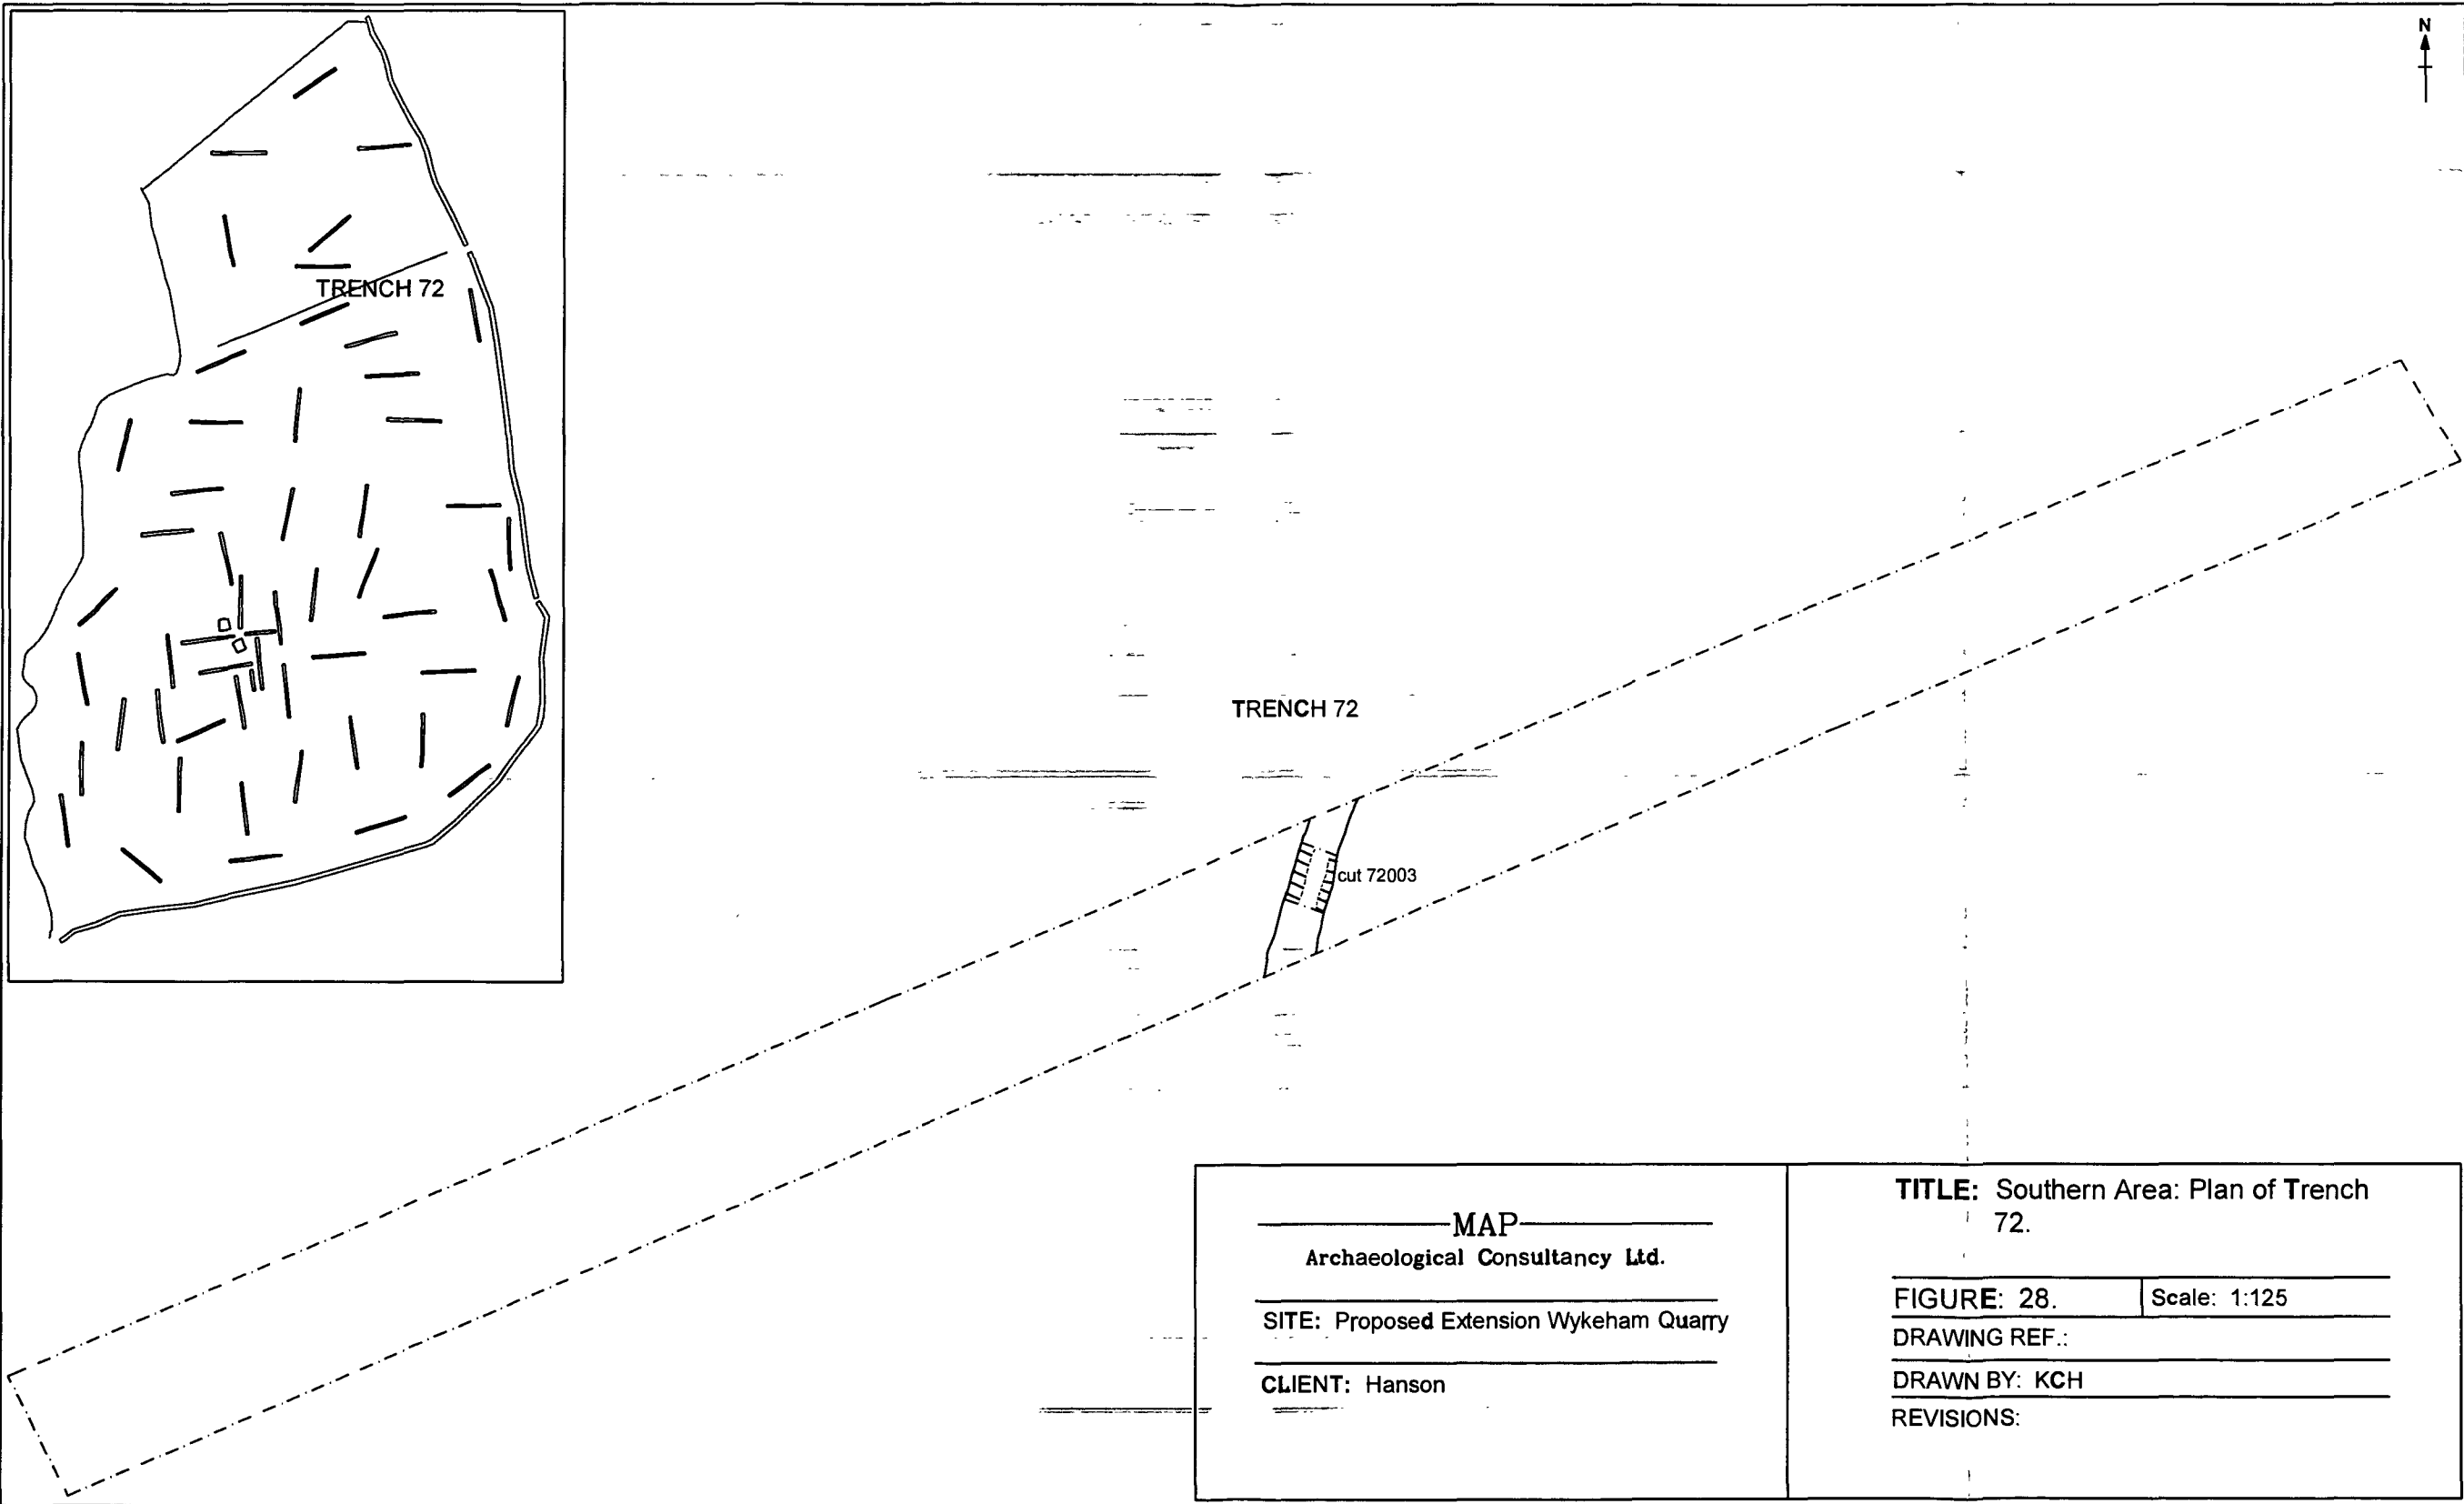 N
TRENCH 72
TRENCH 72
cut 72003
MAP
Archaeological Consultancy Ltd.
SITE: Proposed Extension Wykeham Quarry
CLIENT: Hanson
TITLE: Southern Area: Plan of Trench
72.
FIGURE: 28.
Scale: 1:125
DRAWING REF.:
DRAWN BY: KCH
REVISIONS: